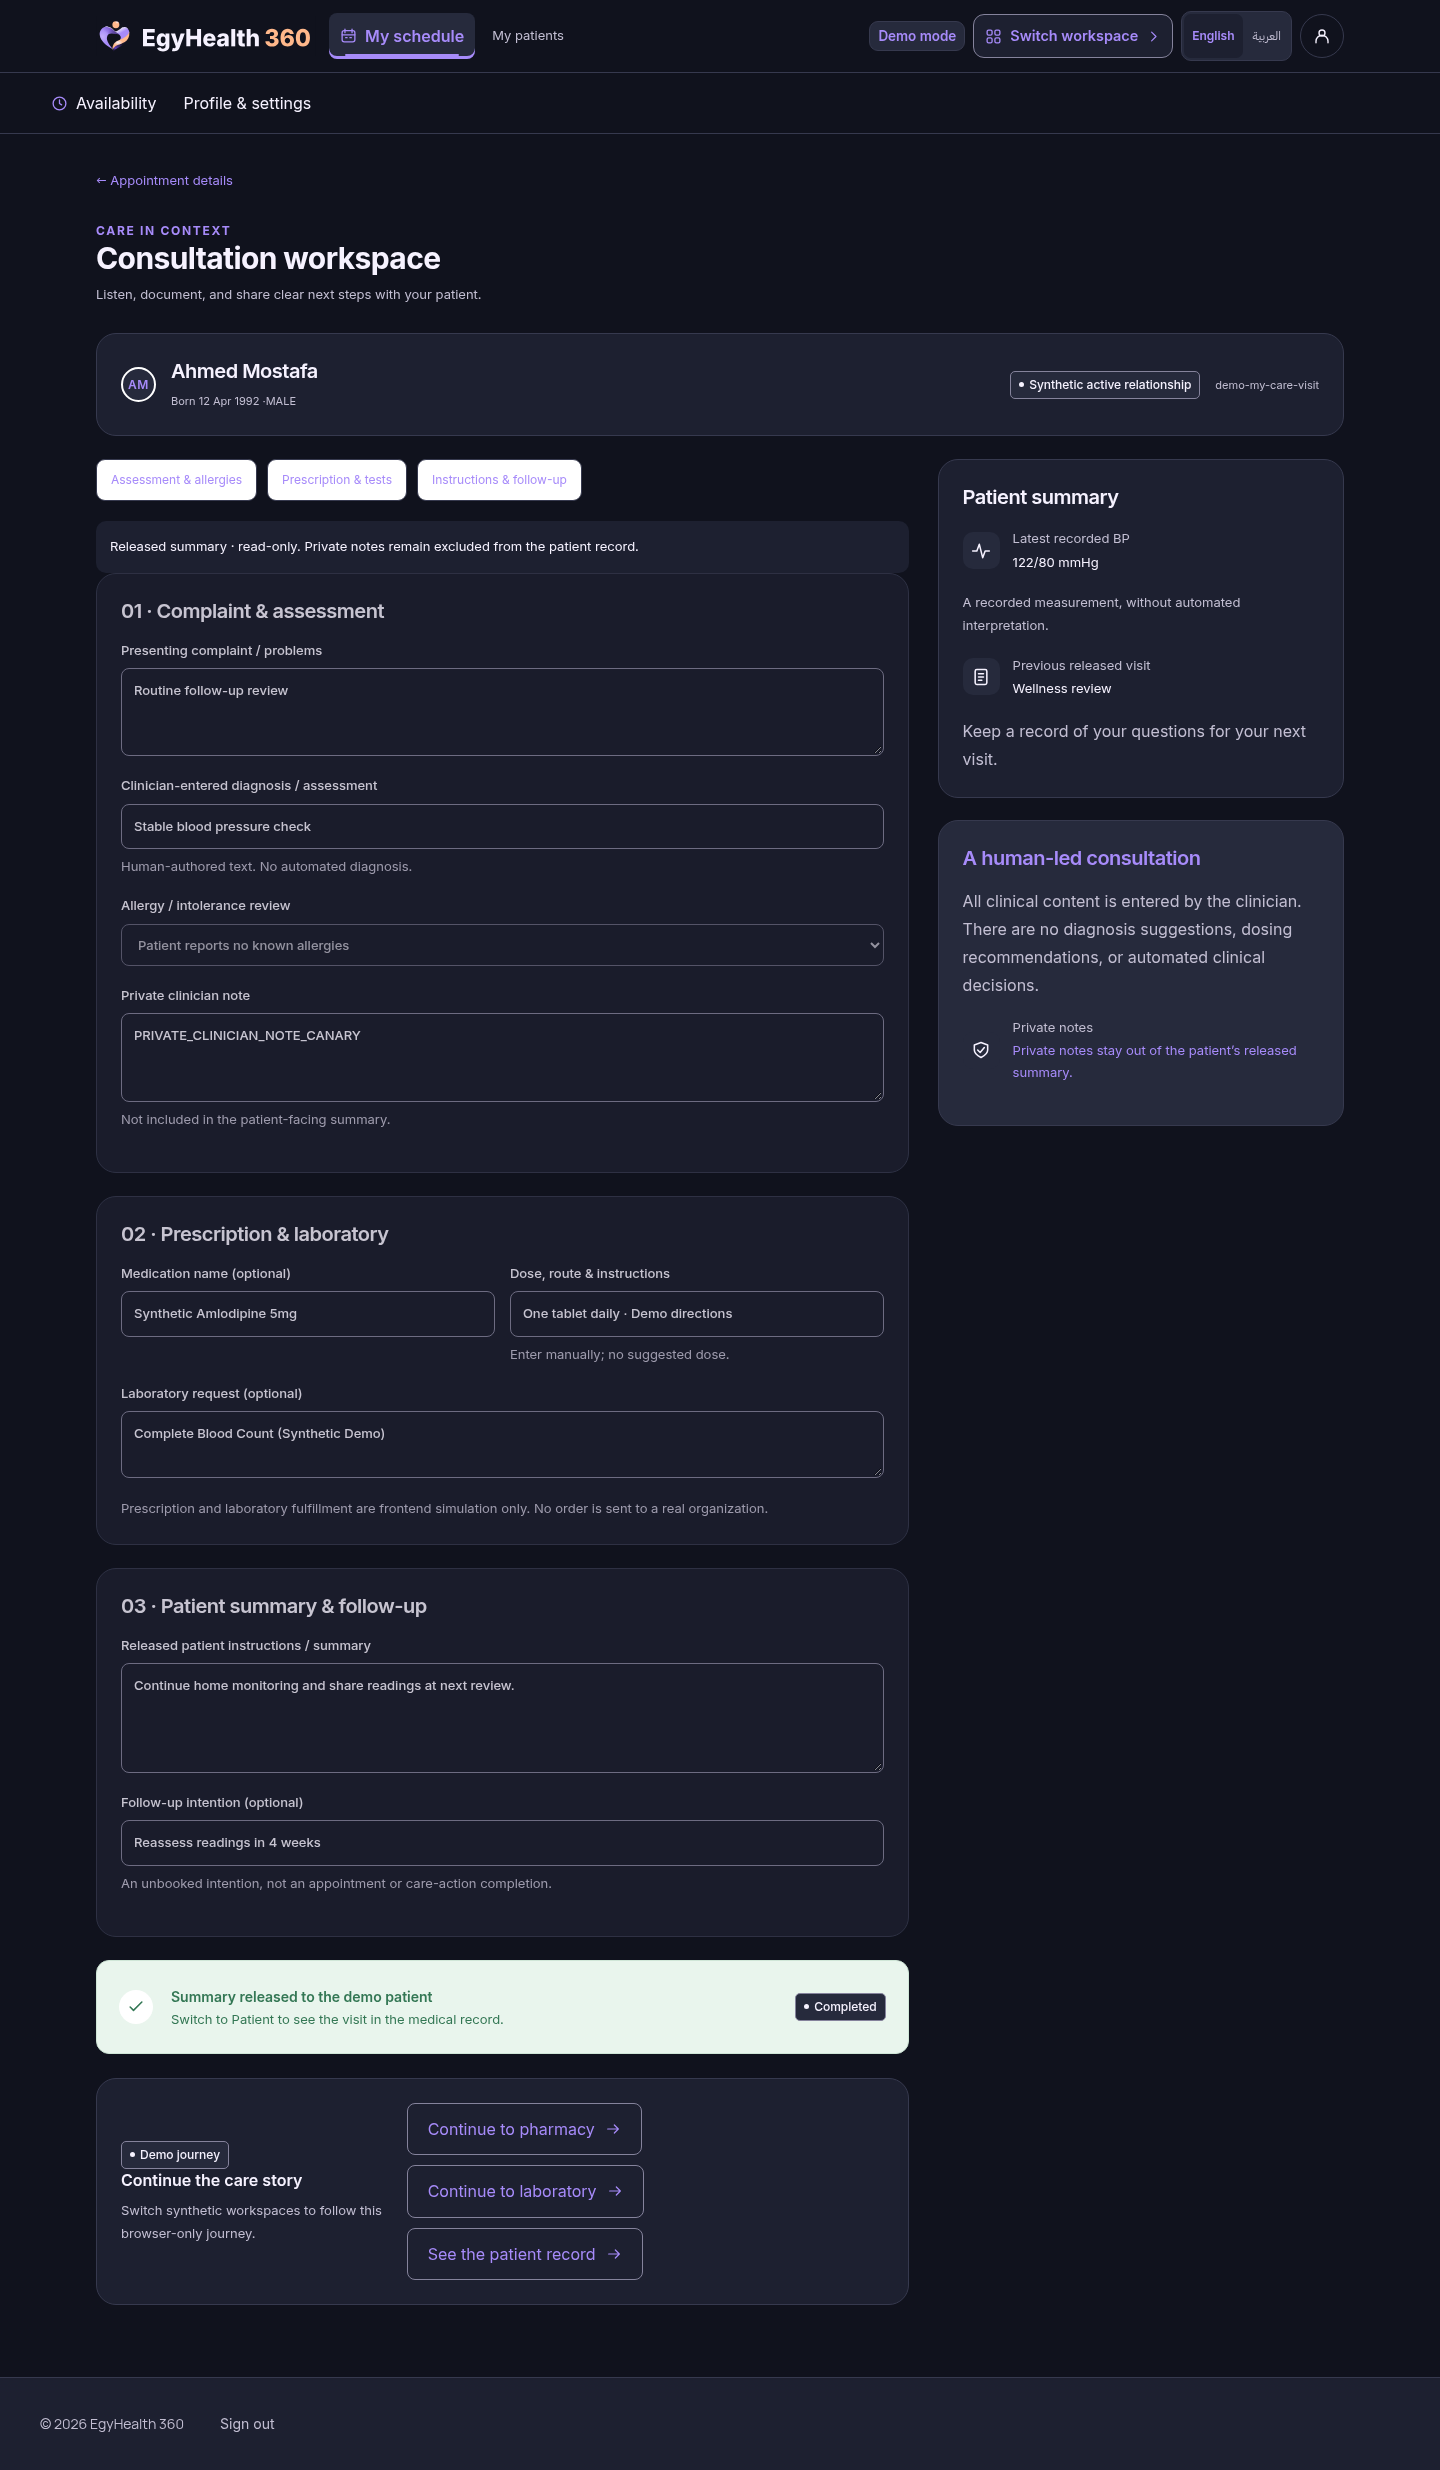 EgyHealth 360
My schedule
My patients
Demo mode
Switch workspace
English
العربية
Availability
Profile & settings
← Appointment details
CARE IN CONTEXT
Consultation workspace
Listen, document, and share clear next steps with your patient.
AM
Ahmed Mostafa
Born 12 Apr 1992 ·MALE
Synthetic active relationship
demo-my-care-visit
Assessment & allergies
Prescription & tests
Instructions & follow-up
Released summary · read-only. Private notes remain excluded from the patient record.
01 · Complaint & assessment
Presenting complaint / problems
Routine follow-up review
Clinician-entered diagnosis / assessment
Stable blood pressure check
Human-authored text. No automated diagnosis.
Allergy / intolerance review
Patient reports no known allergies
Private clinician note
PRIVATE_CLINICIAN_NOTE_CANARY
Not included in the patient-facing summary.
02 · Prescription & laboratory
Medication name (optional)
Dose, route & instructions
Synthetic Amlodipine 5mg
One tablet daily · Demo directions
Enter manually; no suggested dose.
Laboratory request (optional)
Complete Blood Count (Synthetic Demo)
Prescription and laboratory fulfillment are frontend simulation only. No order is sent to a real organization.
03 · Patient summary & follow-up
Released patient instructions / summary
Continue home monitoring and share readings at next review.
Follow-up intention (optional)
Reassess readings in 4 weeks
An unbooked intention, not an appointment or care-action completion.
Summary released to the demo patient
Switch to Patient to see the visit in the medical record.
Completed
Demo journey
Continue the care story
Switch synthetic workspaces to follow this
browser-only journey.
Continue to pharmacy →
Continue to laboratory →
See the patient record →
Patient summary
Latest recorded BP
122/80 mmHg
A recorded measurement, without automated
interpretation.
Previous released visit
Wellness review
Keep a record of your questions for your next
visit.
A human-led consultation
All clinical content is entered by the clinician.
There are no diagnosis suggestions, dosing
recommendations, or automated clinical
decisions.
Private notes
Private notes stay out of the patient's released
summary.
© 2026 EgyHealth 360
Sign out